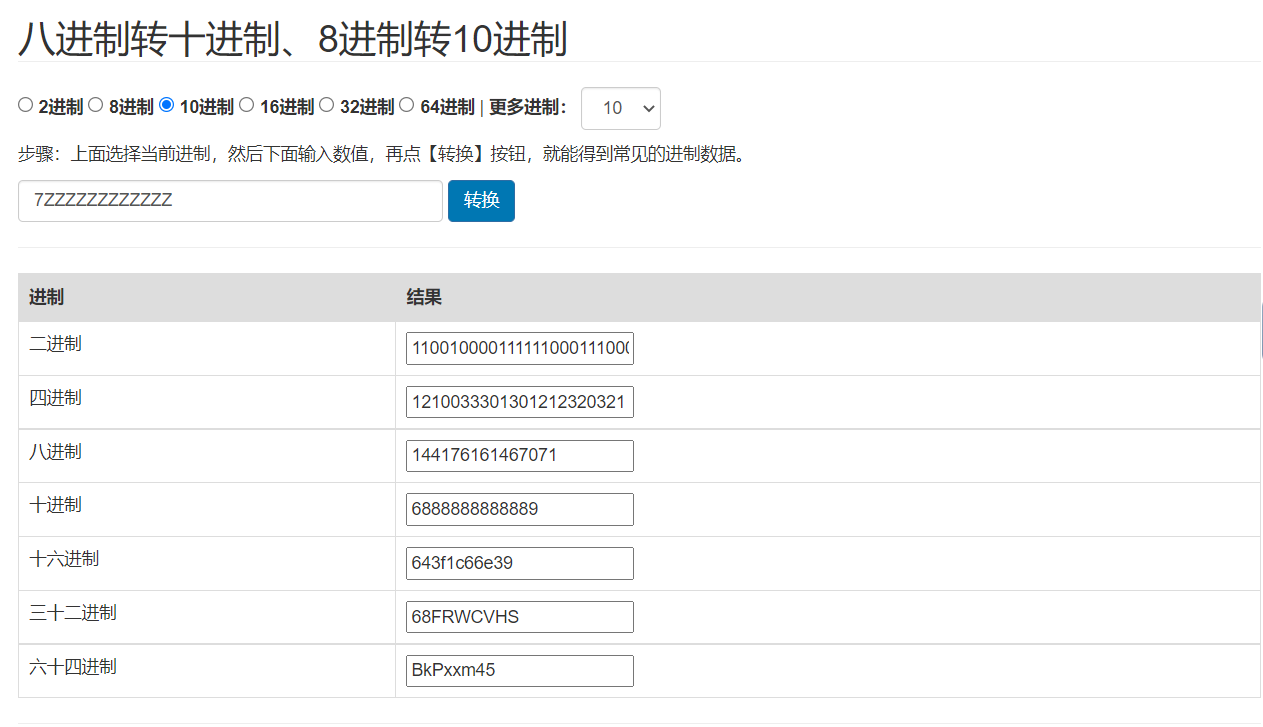 八进制转十进制、8进制转10进制
2进制 8进制 10进制 16进制 32进制 64进制 | 更多进制： 10
步骤：上面选择当前进制，然后下面输入数值，再点【转换】按钮，就能得到常见的进制数据。
7ZZZZZZZZZZZZ 转换
进制 结果
二进制 11001000011111100011100
四进制 1210033301301212320321
八进制 144176161467071
十进制 6888888888889
十六进制 643f1c66e39
三十二进制 68FRWCVHS
六十四进制 BkPxxm45